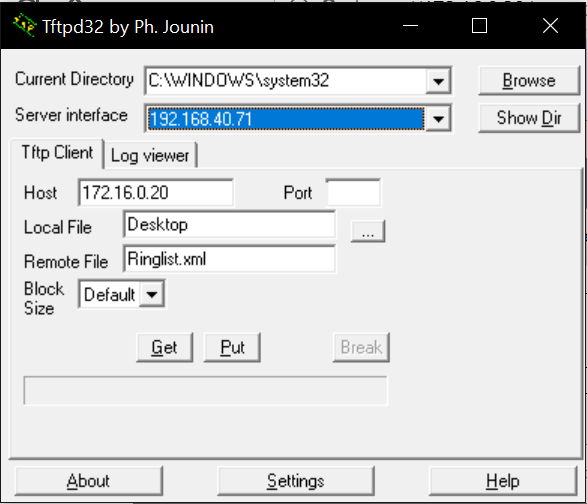 Tftpd32 by Ph. Jounin
Current Directory C:\WINDOWS\system32 Browse
Server interface 192.168.40.71 Show Dir
Tftp Client Log viewer
Host 172.16.0.20 Port
Local File Desktop ...
Remote File Ringlist.xml
Block
Size Default
Get Put Break
About Settings Help